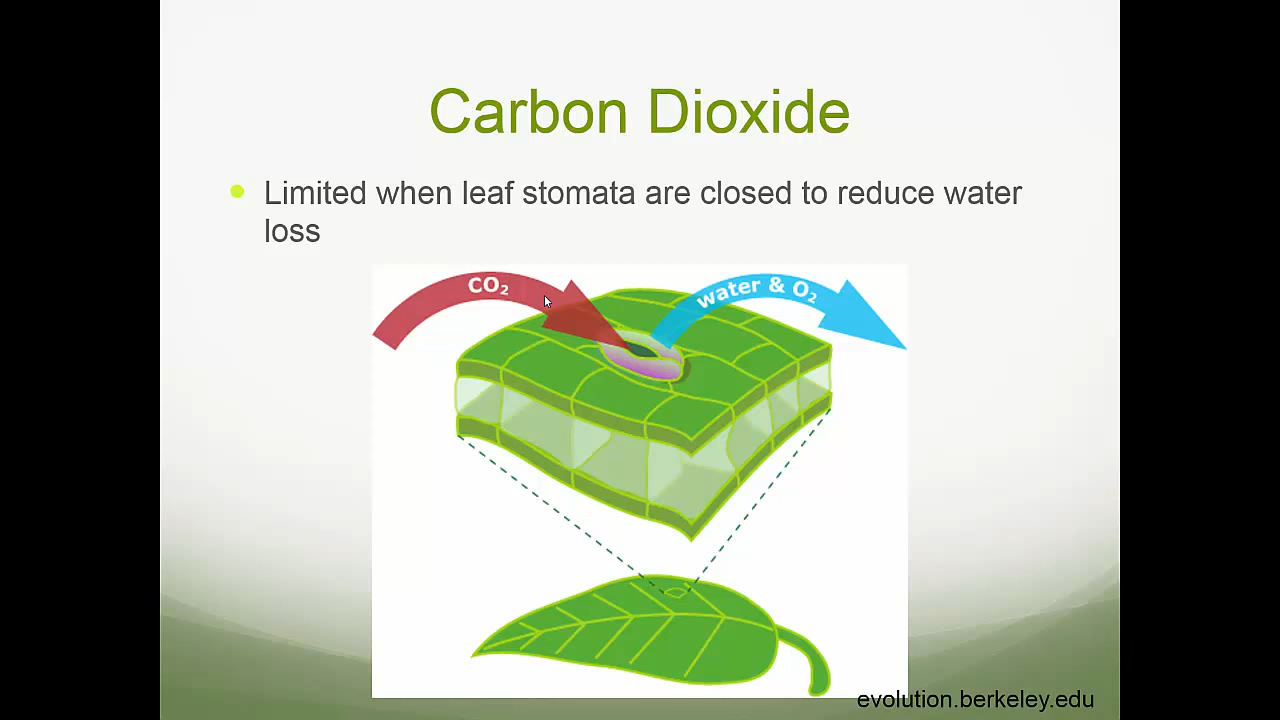 Carbon Dioxide
Limited when leaf stomata are closed to reduce water
loss
CO₂
water & O₂
evolution.berkeley.edu